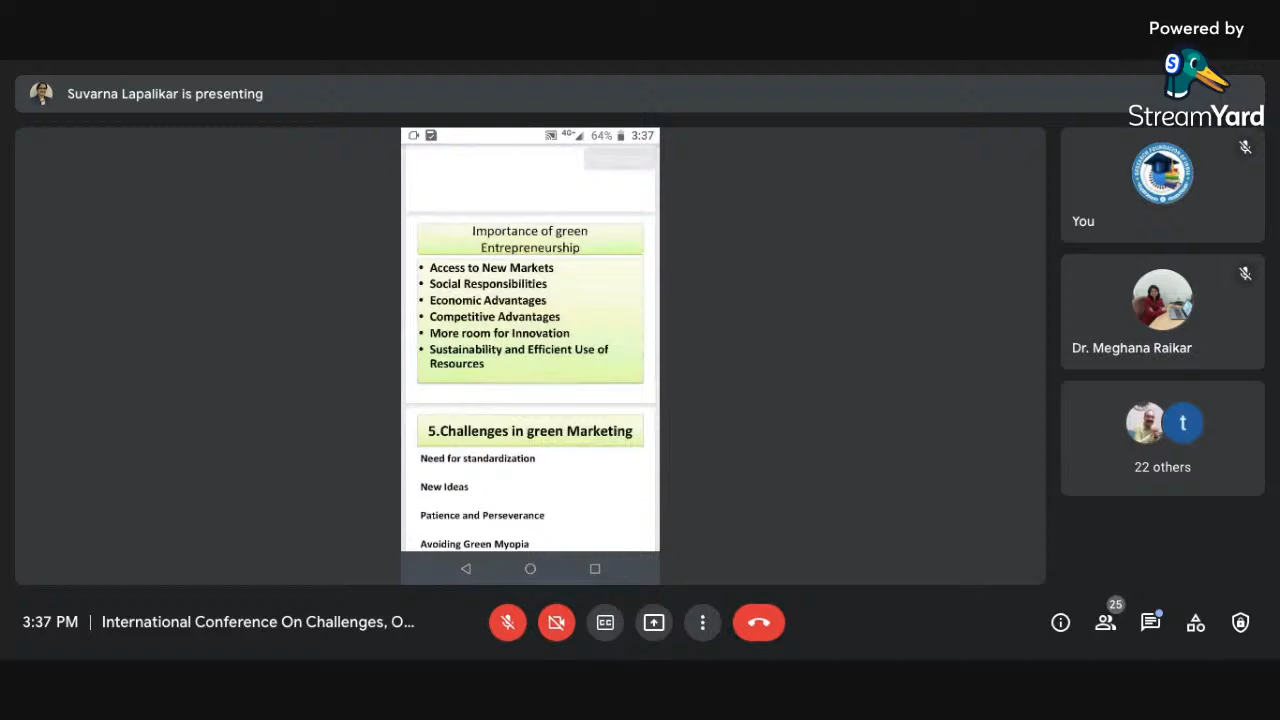 Powered by
StreamYard
Suvarna Lapalikar is presenting
4G+ 64% 3:37
Importance of green
Entrepreneurship
• Access to New Markets
• Social Responsibilities
• Economic Advantages
• Competitive Advantages
• More room for Innovation
• Sustainability and Efficient Use of
Resources
5.Challenges in green Marketing
Need for standardization
New Ideas
Patience and Perseverance
Avoiding Green Myopia
You
Dr. Meghana Raikar
t
22 others
3:37 PM | International Conference On Challenges, O...
CC
25